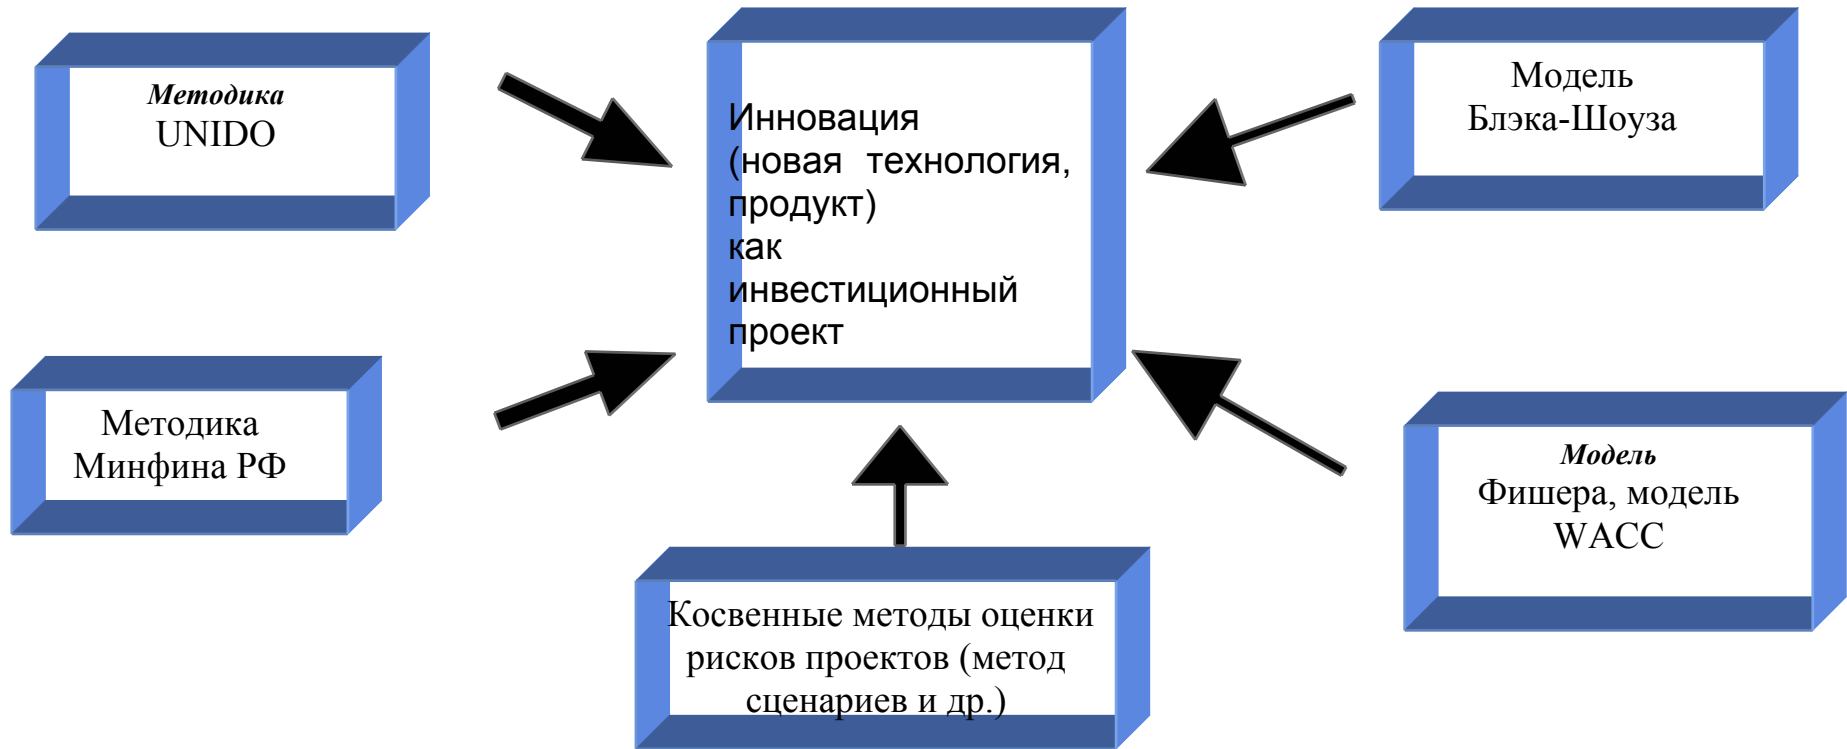 Методика
UNIDO
Инновация
(новая технология,
продукт)
как
инвестиционный
проект
Модель
Блэка-Шоуза
Методика
Минфина РФ
Модель
Фишера, модель
WACC
Косвенные методы оценки
рисков проектов (метод
сценариев и др.)